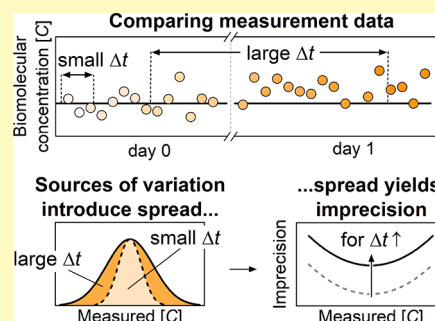 Comparing measurement data
Biomolecular
concentration [C]
small Δt
large Δt
day 0
day 1
Sources of variation
introduce spread...
large Δt
small Δt
Measured [C]
...spread yields
imprecision
Imprecision
for Δt ↑
Measured [C]